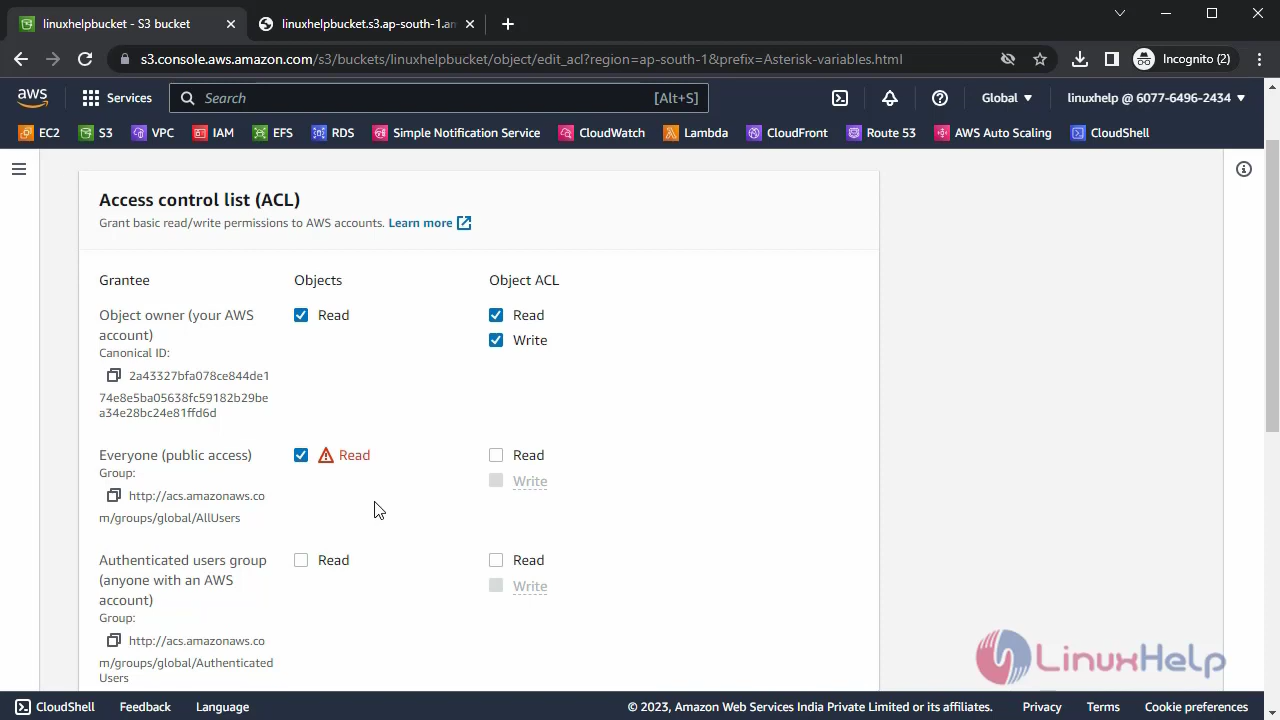 linuxhelpbucket - S3 bucket
linuxhelpbucket.s3.ap-south-1.am
s3.console.aws.amazon.com/s3/buckets/linuxhelpbucket/object/edit_acl?region=ap-south-1&prefix=Asterisk-variables.html
Incognito (2)
aws
Services
Search
[Alt+S]
Global
linuxhelp @ 6077-6496-2434
EC2
S3
VPC
IAM
EFS
RDS
Simple Notification Service
CloudWatch
Lambda
CloudFront
Route 53
AWS Auto Scaling
CloudShell
Access control list (ACL)
Grant basic read/write permissions to AWS accounts. Learn more
Grantee
Objects
Object ACL
Object owner (your AWS
account)
Canonical ID:
2a43327bfa078ce844de1
74e8e5ba05638fc59182b29be
a34e28bc24e81ffd6d
Read
Read
Write
Everyone (public access)
Group:
http://acs.amazonaws.co
m/groups/global/AllUsers
Read
Read
Write
Authenticated users group
(anyone with an AWS
account)
Group:
http://acs.amazonaws.co
m/groups/global/Authenticated
Users
Read
Read
Write
LinuxHelp
CloudShell
Feedback
Language
© 2023, Amazon Web Services India Private Limited or its affiliates.
Privacy
Terms
Cookie preferences